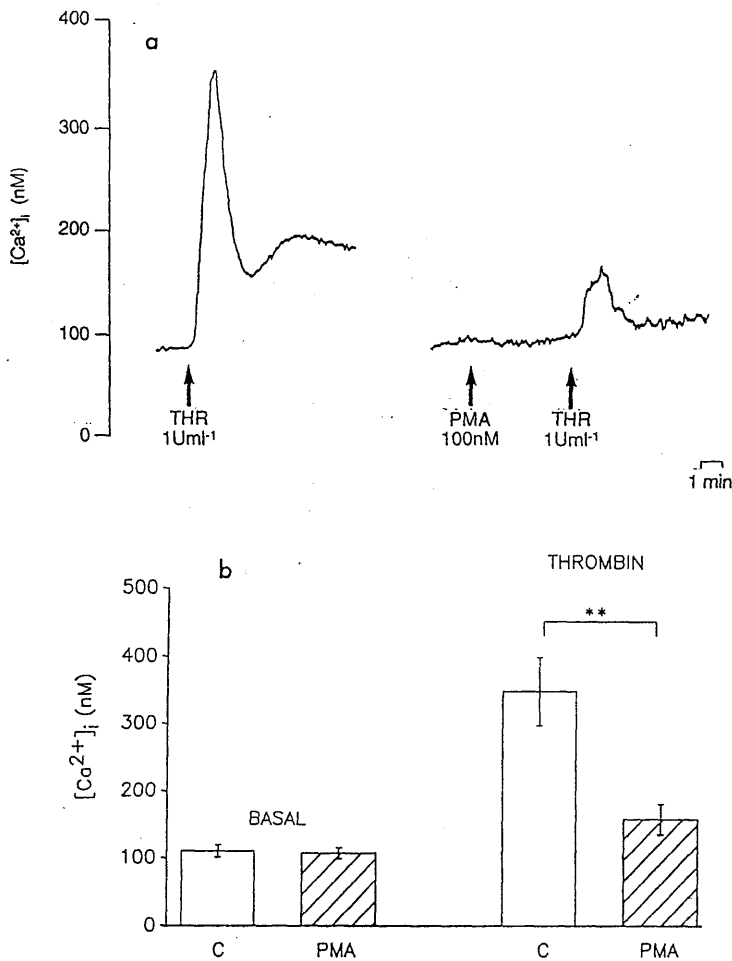 a
[Ca²⁺]ᵢ (nM)
400
300
200
100
0
THR
1Uml⁻¹
PMA
100nM
THR
1Uml⁻¹
1 min
b
[Ca²⁺]ᵢ (nM)
500
400
300
200
100
0
BASAL
THROMBIN
**
C
PMA
C
PMA